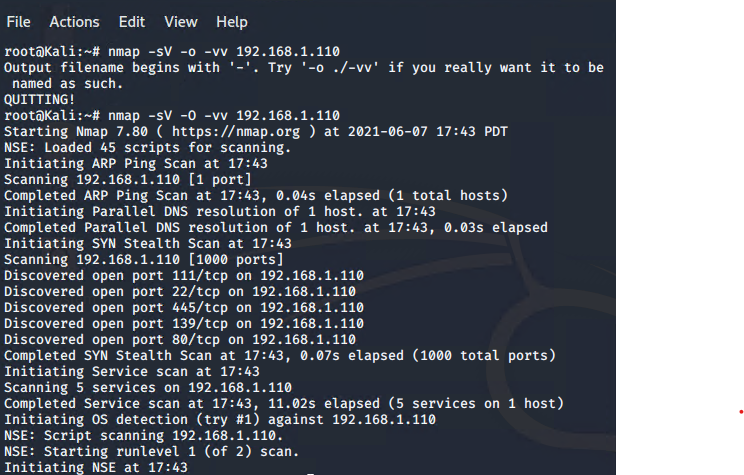 File Actions Edit View Help
root@Kali:~# nmap -sV -o -vv 192.168.1.110
Output filename begins with '-'. Try '-o ./-vv' if you really want it to be
 named as such.
QUITTING!
root@Kali:~# nmap -sV -O -vv 192.168.1.110
Starting Nmap 7.80 ( https://nmap.org ) at 2021-06-07 17:43 PDT
NSE: Loaded 45 scripts for scanning.
Initiating ARP Ping Scan at 17:43
Scanning 192.168.1.110 [1 port]
Completed ARP Ping Scan at 17:43, 0.04s elapsed (1 total hosts)
Initiating Parallel DNS resolution of 1 host. at 17:43
Completed Parallel DNS resolution of 1 host. at 17:43, 0.03s elapsed
Initiating SYN Stealth Scan at 17:43
Scanning 192.168.1.110 [1000 ports]
Discovered open port 111/tcp on 192.168.1.110
Discovered open port 22/tcp on 192.168.1.110
Discovered open port 445/tcp on 192.168.1.110
Discovered open port 139/tcp on 192.168.1.110
Discovered open port 80/tcp on 192.168.1.110
Completed SYN Stealth Scan at 17:43, 0.07s elapsed (1000 total ports)
Initiating Service scan at 17:43
Scanning 5 services on 192.168.1.110
Completed Service scan at 17:43, 11.02s elapsed (5 services on 1 host)
Initiating OS detection (try #1) against 192.168.1.110
NSE: Script scanning 192.168.1.110.
NSE: Starting runlevel 1 (of 2) scan.
Initiating NSE at 17:43